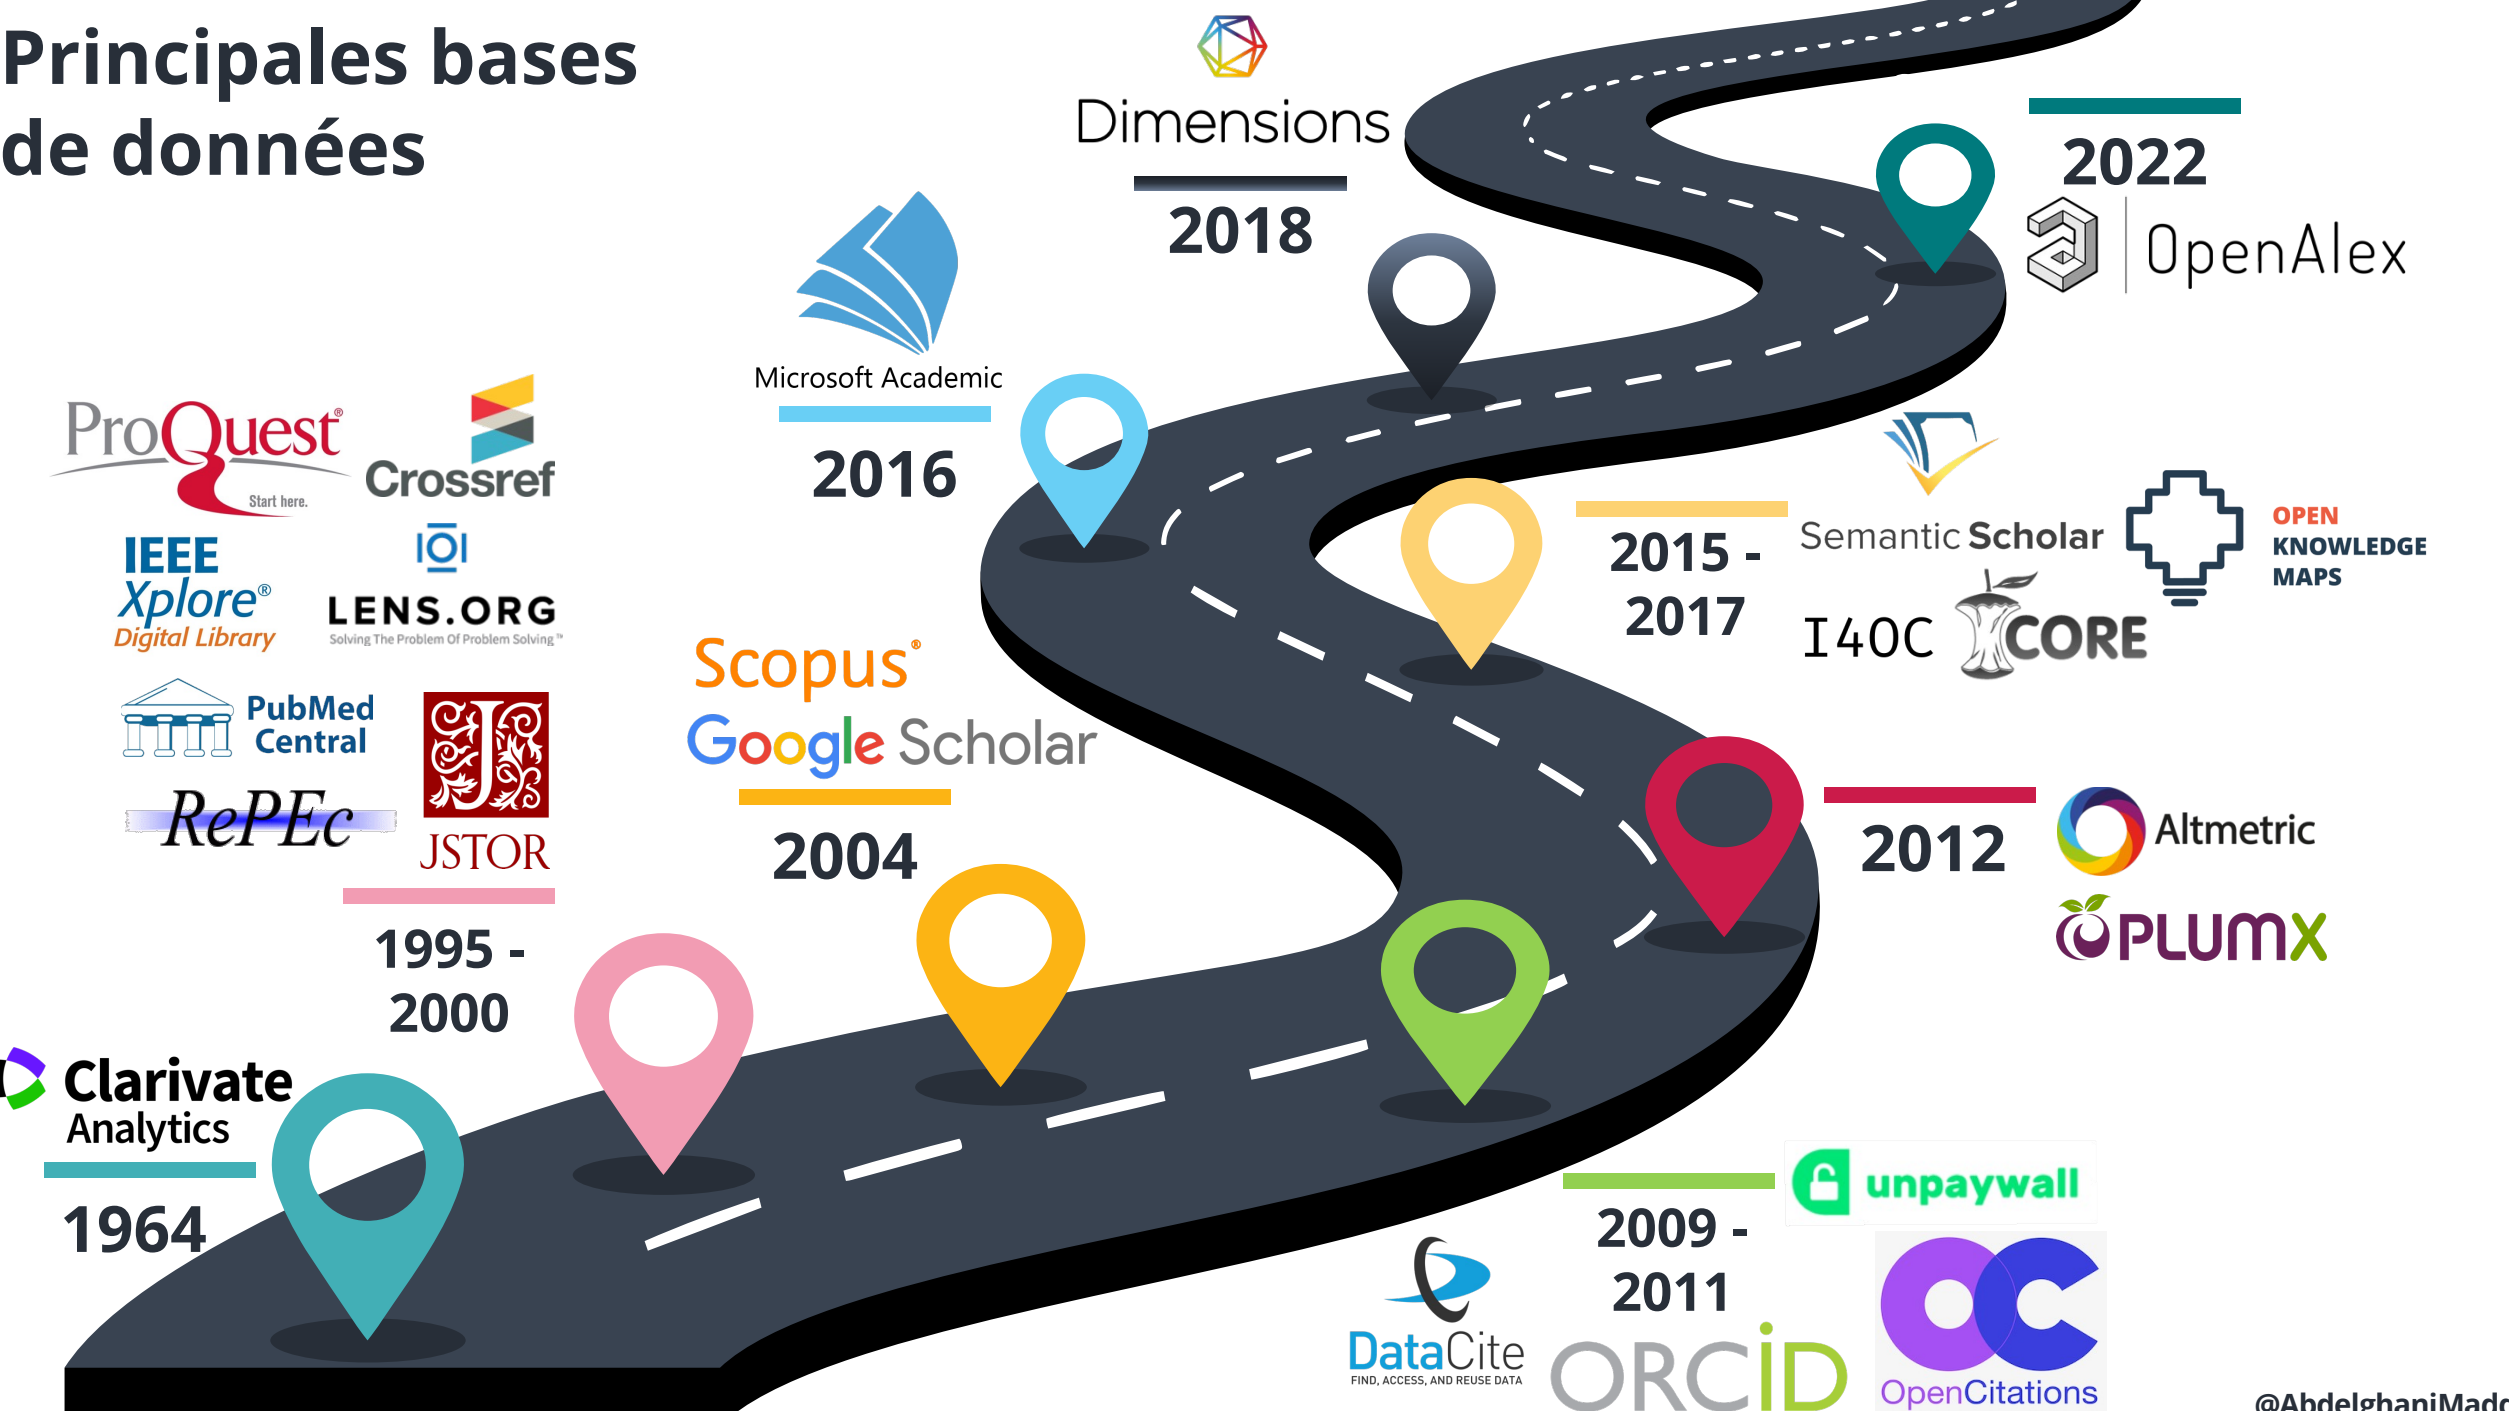 Principales bases
de données
Dimensions
2018
2022
OpenAlex
Microsoft Academic
2016
ProQuest®
Start here.
Crossref
IEEE
Xplore®
Digital Library
LENS.ORG
Solving The Problem Of Problem Solving™
PubMed
Central
RePEc
JSTOR
1995 -
2000
Scopus®
Google Scholar
2004
2015 -
2017
Semantic Scholar
OPEN
KNOWLEDGE
MAPS
I4OC
CORE
2012
Altmetric
PLUMX
Clarivate
Analytics
1964
2009 -
2011
unpaywall
DataCite
FIND, ACCESS, AND REUSE DATA
ORCID
OpenCitations